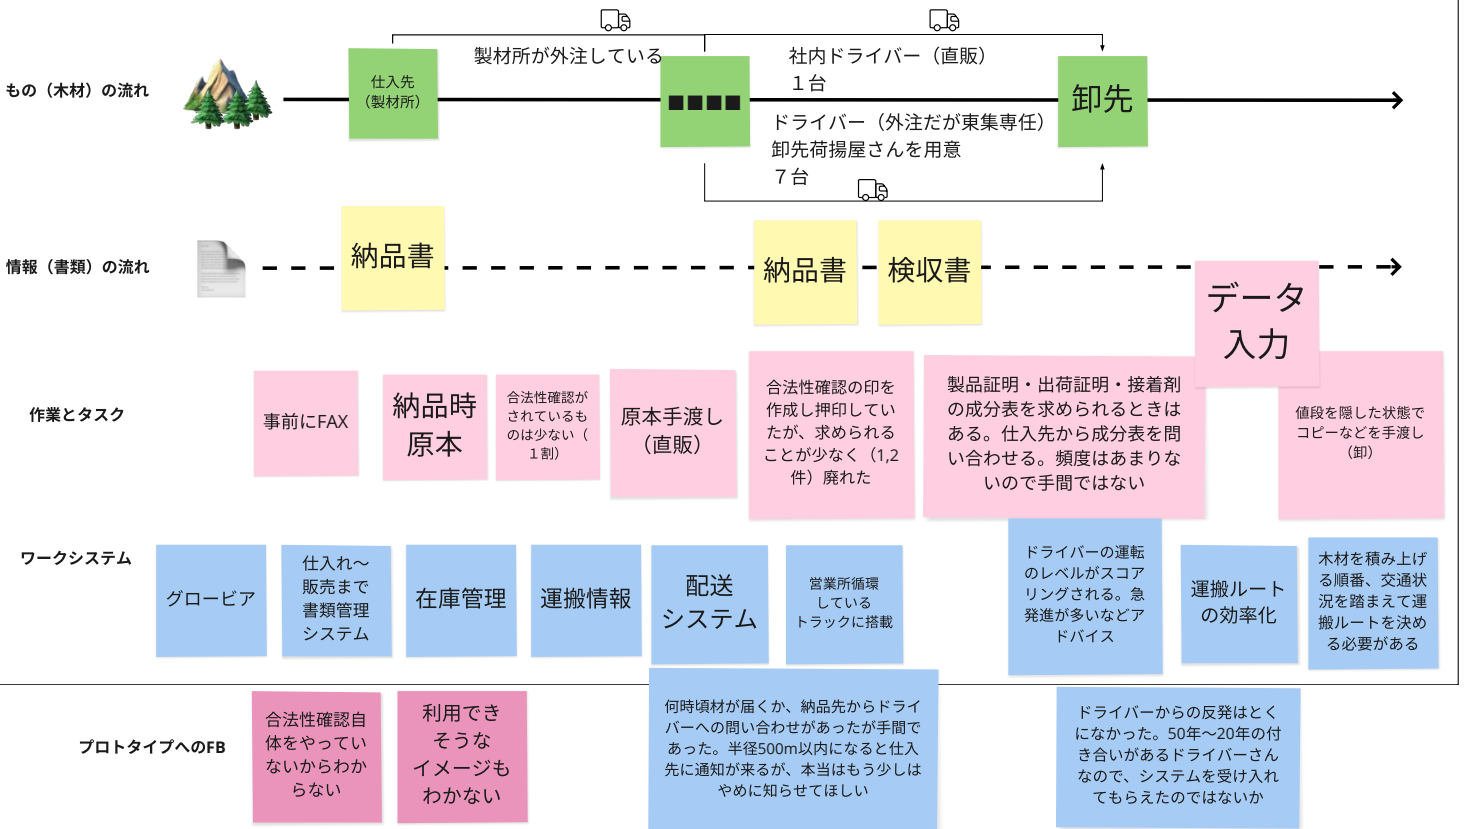 製材所が外注している
社内ドライバー（直販）
１台
もの（木材）の流れ
仕入先
（製材所）
■■■■
卸先
ドライバー（外注だが東集専任）
卸先荷揚屋さんを用意
７台
情報（書類）の流れ
納品書
納品書
検収書
データ
入力
作業とタスク
事前にFAX
納品時
原本
合法性確認が
されているも
のは少ない（
１割）
原本手渡し
（直販）
合法性確認の印を
作成し押印してい
たが、求められる
ことが少なく（1,2
件）廃れた
製品証明・出荷証明・接着剤
の成分表を求められるときは
ある。仕入先から成分表を問
い合わせる。頻度はあまりな
いので手間ではない
値段を隠した状態で
コピーなどを手渡し
（卸）
ワークシステム
グロービア
仕入れ～
販売まで
書類管理
システム
在庫管理
運搬情報
配送
システム
営業所循環
している
トラックに搭載
ドライバーの運転
のレベルがスコア
リングされる。急
発進が多いなどア
ドバイス
運搬ルート
の効率化
木材を積み上げ
る順番、交通状
況を踏まえて運
搬ルートを決め
る必要がある
プロトタイプへのFB
合法性確認自
体をやってい
ないからわか
らない
利用でき
そうな
イメージも
わかない
何時頃材が届くか、納品先からドライ
バーへの問い合わせがあったが手間で
あった。半径500m以内になると仕入
先に通知が来るが、本当はもう少しは
やめに知らせてほしい
ドライバーからの反発はとく
になかった。50年～20年の付
き合いがあるドライバーさん
なので、システムを受け入れ
てもらえたのではないか